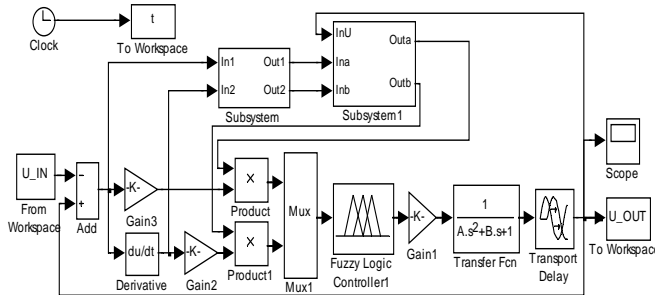 t
Clock
To Workspace
InU
Outa
In1
Out1
Ina
In2
Out2
Inb
Outb
Subsystem
Subsystem1
U_IN
From
Workspace
−
+
Add
-K-
Gain3
×
Product
Mux
Mux1
du/dt
Derivative
-K-
Gain2
×
Product1
Fuzzy Logic
Controller1
-K-
Gain1
1
A.s²+B.s+1
Transfer Fcn
Transport
Delay
Scope
U_OUT
To Workspace